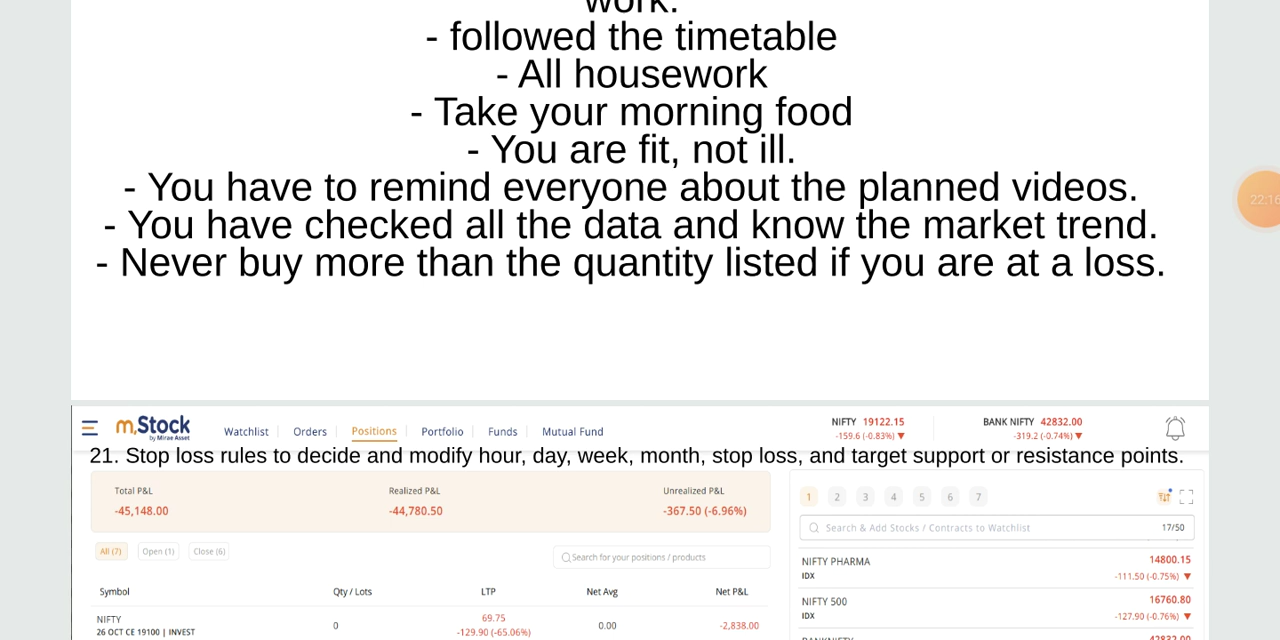 work.
- followed the timetable
- All housework
- Take your morning food
- You are fit, not ill.
- You have to remind everyone about the planned videos.
- You have checked all the data and know the market trend.
- Never buy more than the quantity listed if you are at a loss.
22:16
m.Stock
by Mirae Asset
Watchlist Orders Positions Portfolio Funds Mutual Fund
NIFTY 19122.15
-159.6 (-0.83%) ▼
BANK NIFTY 42832.00
-319.2 (-0.74%) ▼
21. Stop loss rules to decide and modify hour, day, week, month, stop loss, and target support or resistance points.
Total P&L Realized P&L Unrealized P&L
-45,148.00 -44,780.50 -367.50 (-6.96%)
All (7) Open (1) Close (6)
Search for your positions / products
Symbol Qty / Lots LTP Net Avg Net P&L
NIFTY 0 69.75 0.00 -2,838.00
26 OCT CE 19100 | INVEST -129.90 (-65.06%)
1 2 3 4 5 6 7
Search & Add Stocks / Contracts to Watchlist 17/50
NIFTY PHARMA 14800.15
IDX -111.50 (-0.75%) ▼
NIFTY 500 16760.80
IDX -127.90 (-0.76%) ▼
BANKNIFTY 42832.00